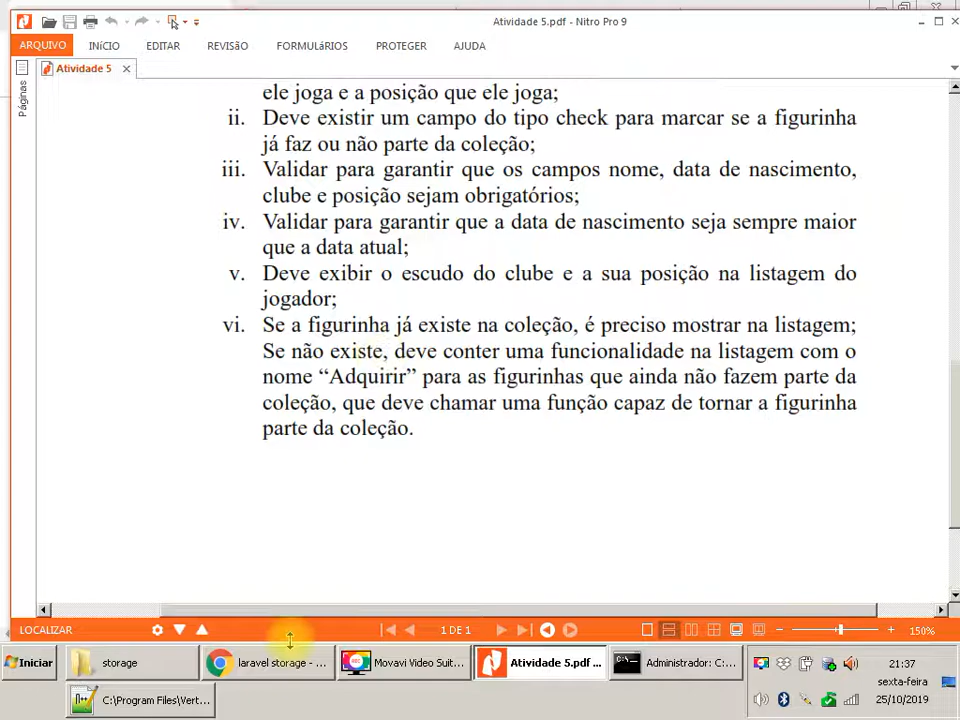 Atividade 5.pdf - Nitro Pro 9
ARQUIVO INíCIO EDITAR REVISãO FORMULáRIOS PROTEGER AJUDA
Atividade 5
Páginas
ele joga e a posição que ele joga;
ii. Deve existir um campo do tipo check para marcar se a figurinha
já faz ou não parte da coleção;
iii. Validar para garantir que os campos nome, data de nascimento,
clube e posição sejam obrigatórios;
iv. Validar para garantir que a data de nascimento seja sempre maior
que a data atual;
v. Deve exibir o escudo do clube e a sua posição na listagem do
jogador;
vi. Se a figurinha já existe na coleção, é preciso mostrar na listagem;
Se não existe, deve conter uma funcionalidade na listagem com o
nome “Adquirir” para as figurinhas que ainda não fazem parte da
coleção, que deve chamar uma função capaz de tornar a figurinha
parte da coleção.
LOCALIZAR 1 DE 1 150%
Iniciar storage laravel storage - ... Movavi Video Suit... Atividade 5.pdf ... Administrador: C:... 21:37
sexta-feira
C:\Program Files\Vert... 25/10/2019